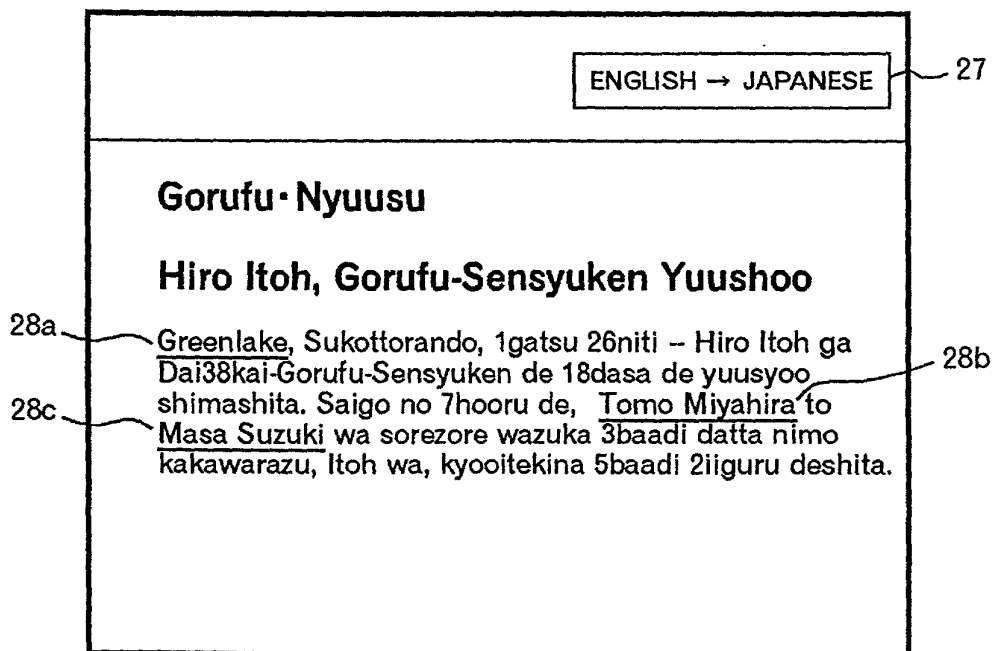 ENGLISH → JAPANESE
27
Gorufu・Nyuusu
Hiro Itoh, Gorufu-Sensyuken Yuushoo
28a
Greenlake, Sukottorando, 1gatsu 26niti – Hiro Itoh ga
Dai38kai-Gorufu-Sensyuken de 18dasa de yuusyoo
28b
shimashita. Saigo no 7hooru de, Tomo Miyahira to
28c
Masa Suzuki wa sorezore wazuka 3baadi datta nimo
kakawarazu, Itoh wa, kyooitekina 5baadi 2iiguru deshita.